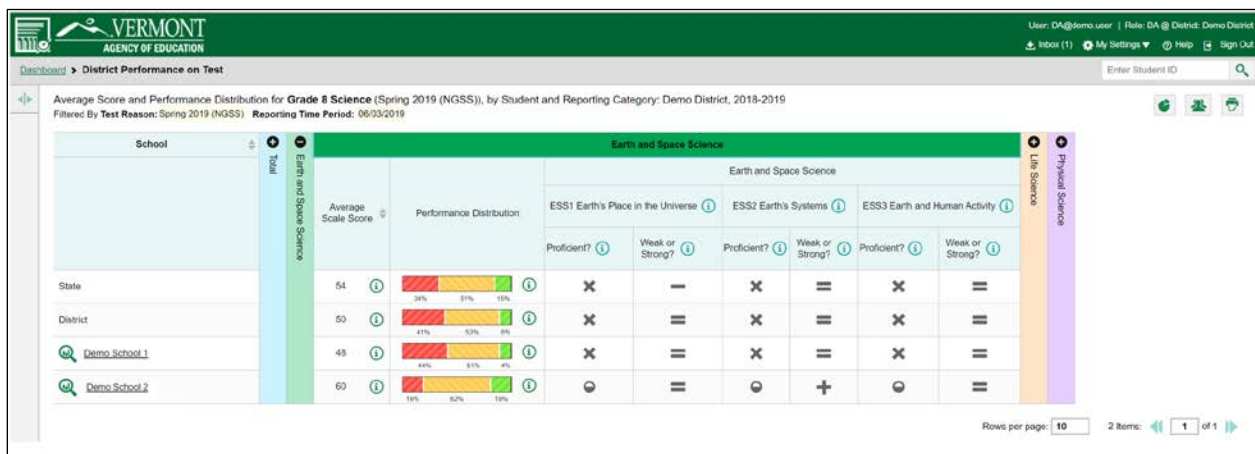 VERMONT
AGENCY OF EDUCATION
User: DA@demo.user | Role: DA @ District: Demo District
Inbox (1) My Settings ▼ Help Sign Out
Dashboard > District Performance on Test
Enter Student ID
Average Score and Performance Distribution for Grade 8 Science (Spring 2019 (NGSS)), by Student and Reporting Category: Demo District, 2018-2019
Filtered By Test Reason: Spring 2019 (NGSS) Reporting Time Period: 06/03/2019
School
Total
Earth and Space Science
Earth and Space Science
Life Science
Physical Science
Earth and Space Science
Average
Scale Score
Performance Distribution
ESS1 Earth's Place in the Universe
ESS2 Earth's Systems
ESS3 Earth and Human Activity
Proficient?
Weak or
Strong?
Proficient?
Weak or
Strong?
Proficient?
Weak or
Strong?
State
54
34% 51% 15%
District
50
41% 53% 6%
Demo School 1
48
44% 51% 4%
Demo School 2
60
19% 62% 19%
Rows per page: 10 2 Items: 1 of 1